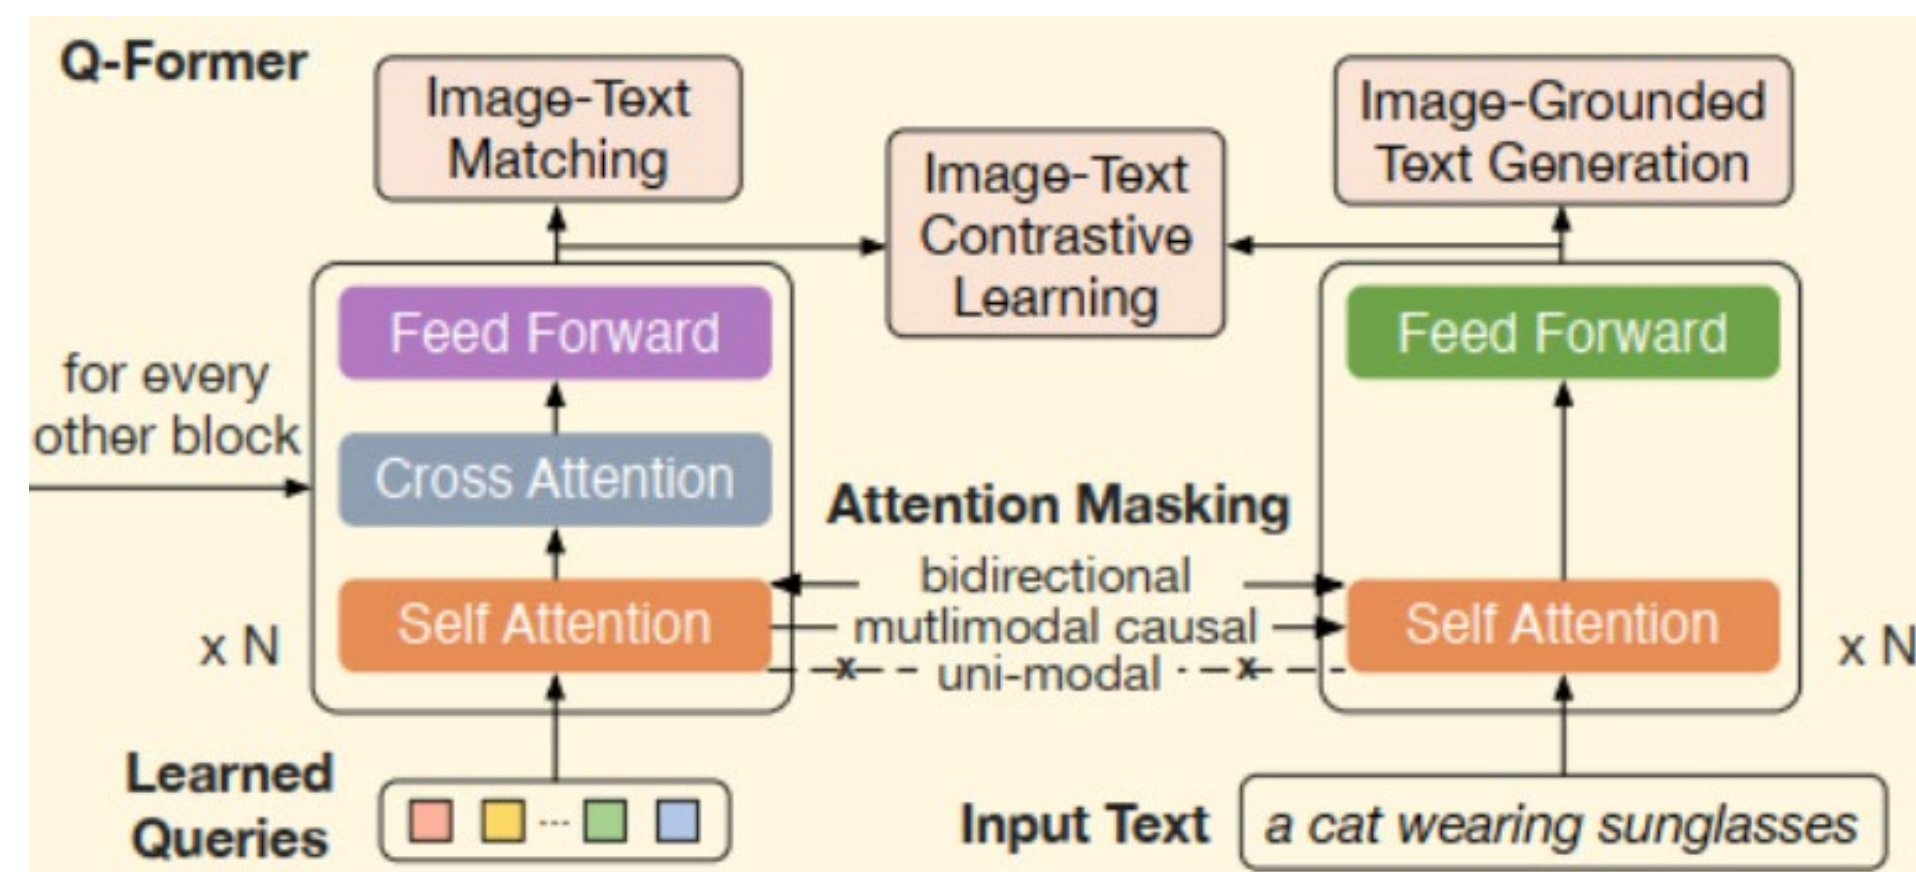 Q-Former
Image-Text
Matching
Image-Text
Contrastive
Learning
Image-Grounded
Text Generation
for every
other block
Feed Forward
Cross Attention
Self Attention
x N
Attention Masking
bidirectional
mutlimodal causal
x uni-modal x
Feed Forward
Self Attention
x N
Learned
Queries
Input Text
a cat wearing sunglasses